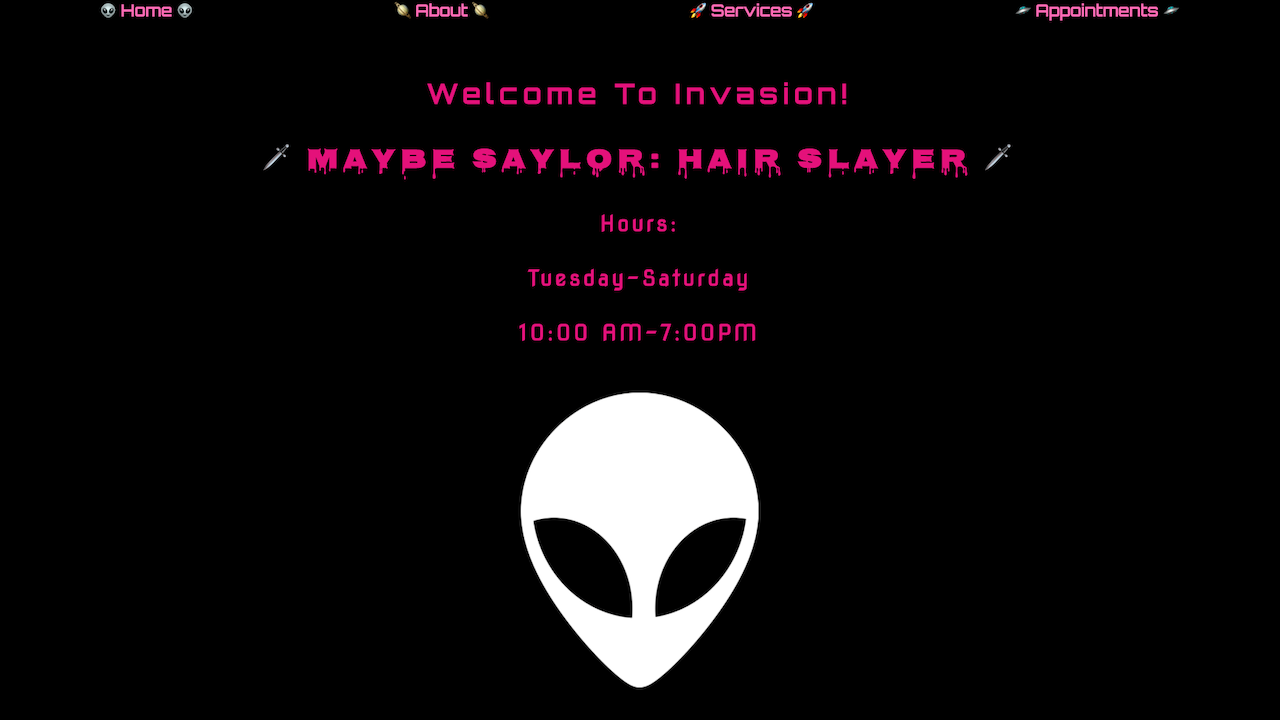 👽 Home 👽
🪐 About 🪐
🚀 Services 🚀
🛸 Appointments 🛸
Welcome To Invasion!
🗡️ Maybe Saylor: Hair Slayer 🗡️
Hours:
Tuesday-Saturday
10:00 AM-7:00PM